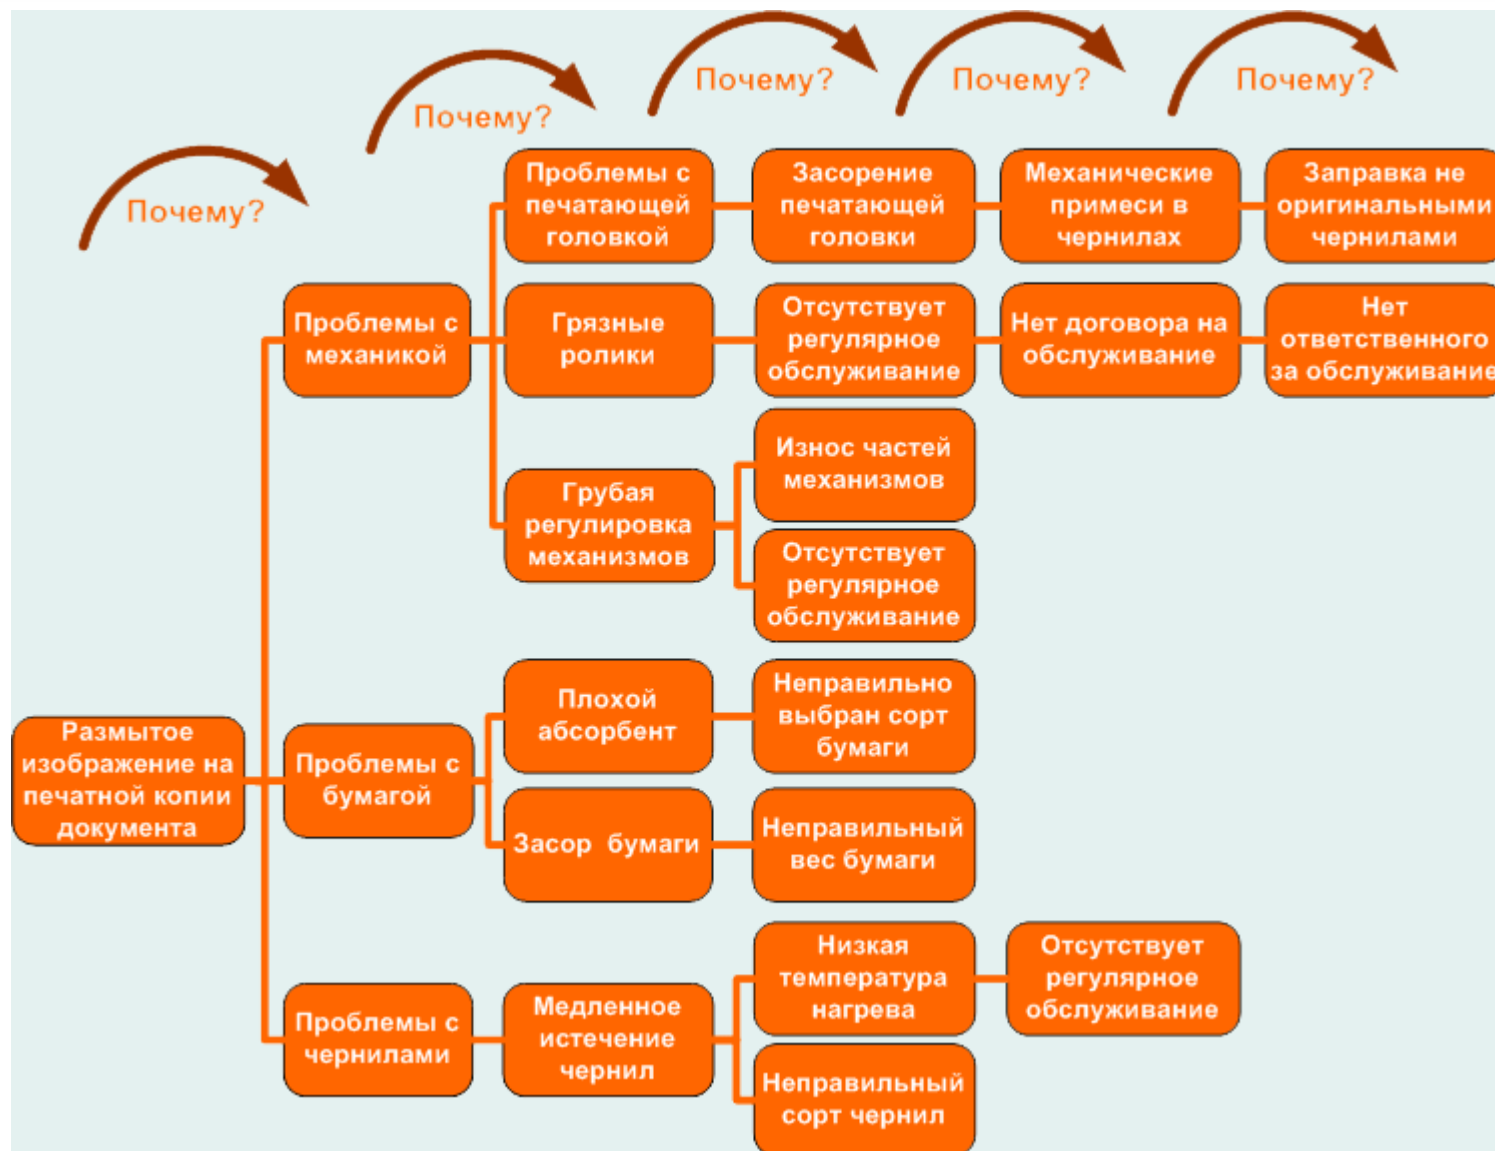 Почему?
Почему?
Почему?
Почему?
Почему?
Проблемы с
печатающей
головкой
Засорение
печатающей
головки
Механические
примеси в
чернилах
Заправка не
оригинальными
чернилами
Проблемы с
механикой
Грязные
ролики
Отсутствует
регулярное
обслуживание
Нет договора на
обслуживание
Нет
ответственного
за обслуживание
Грубая
регулировка
механизмов
Износ частей
механизмов
Отсутствует
регулярное
обслуживание
Размытое
изображение на
печатной копии
документа
Проблемы с
бумагой
Плохой
абсорбент
Неправильно
выбран сорт
бумаги
Засор бумаги
Неправильный
вес бумаги
Проблемы с
чернилами
Медленное
истечение
чернил
Низкая
температура
нагрева
Отсутствует
регулярное
обслуживание
Неправильный
сорт чернил